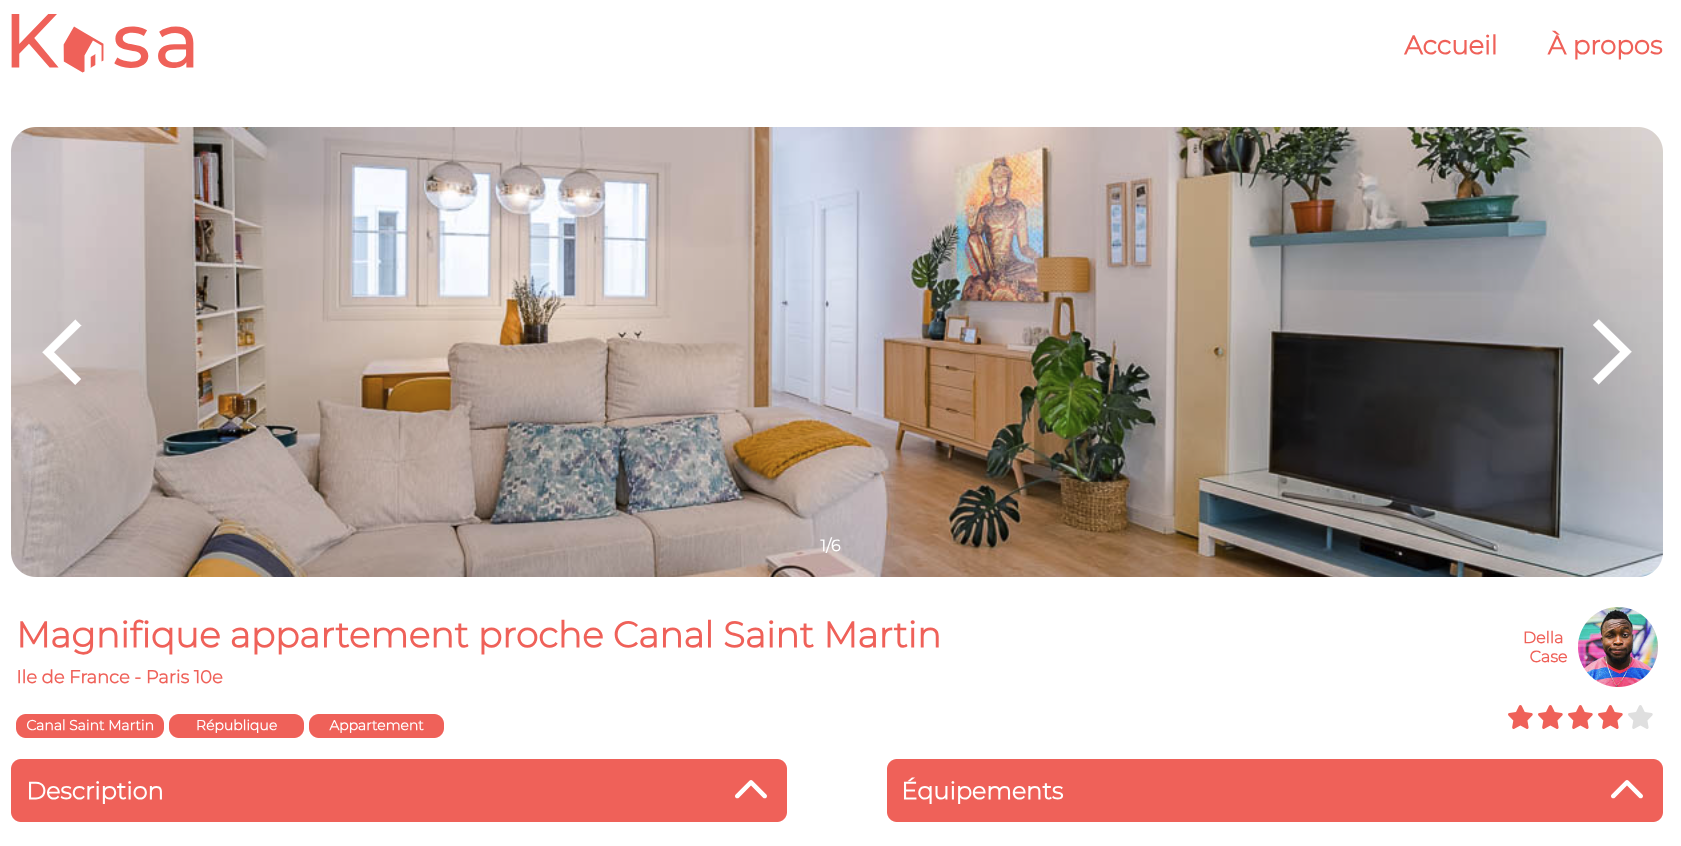 Kasa
Accueil
À propos
1/6
Magnifique appartement proche Canal Saint Martin
Ile de France - Paris 10e
Della
Case
Canal Saint Martin
République
Appartement
Description
Équipements